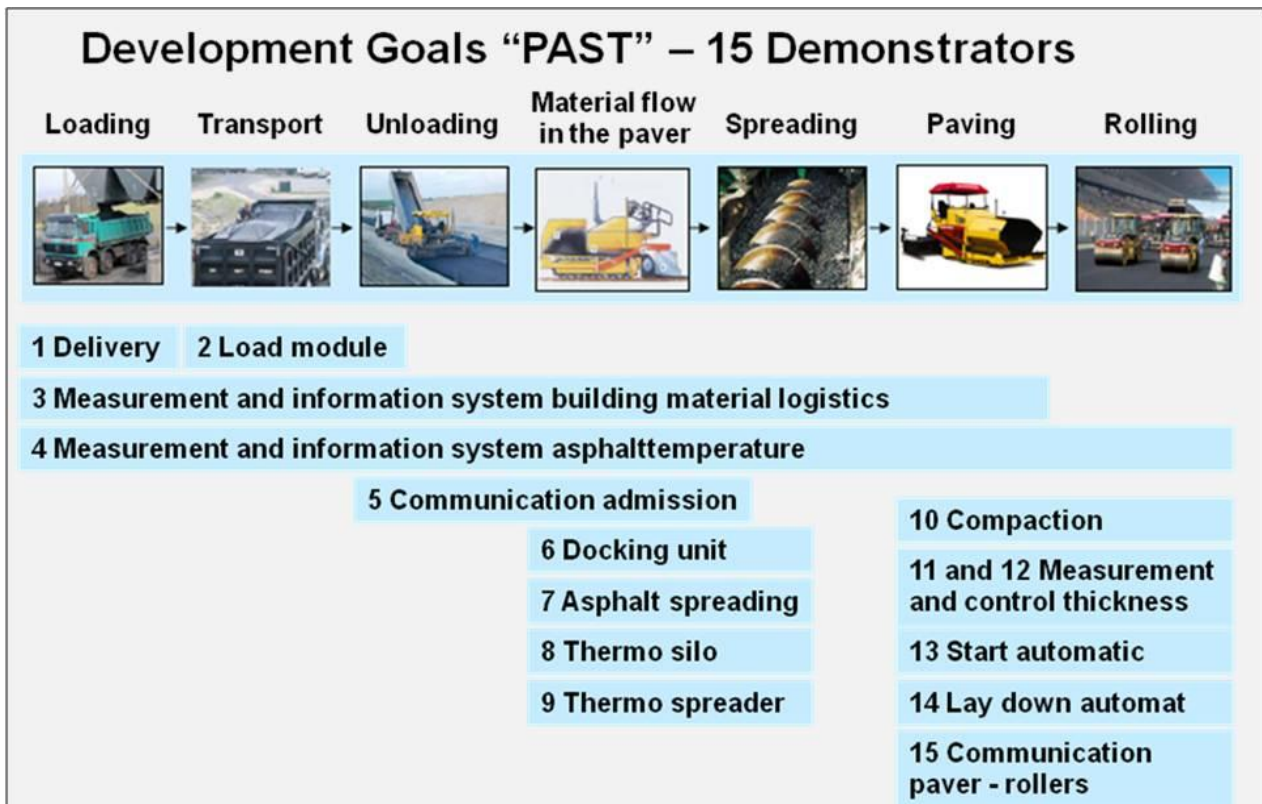 Development Goals “PAST” – 15 Demonstrators
Loading
Transport
Unloading
Material flow
in the paver
Spreading
Paving
Rolling
1 Delivery
2 Load module
3 Measurement and information system building material logistics
4 Measurement and information system asphalttemperature
5 Communication admission
6 Docking unit
7 Asphalt spreading
8 Thermo silo
9 Thermo spreader
10 Compaction
11 and 12 Measurement
and control thickness
13 Start automatic
14 Lay down automat
15 Communication
paver - rollers